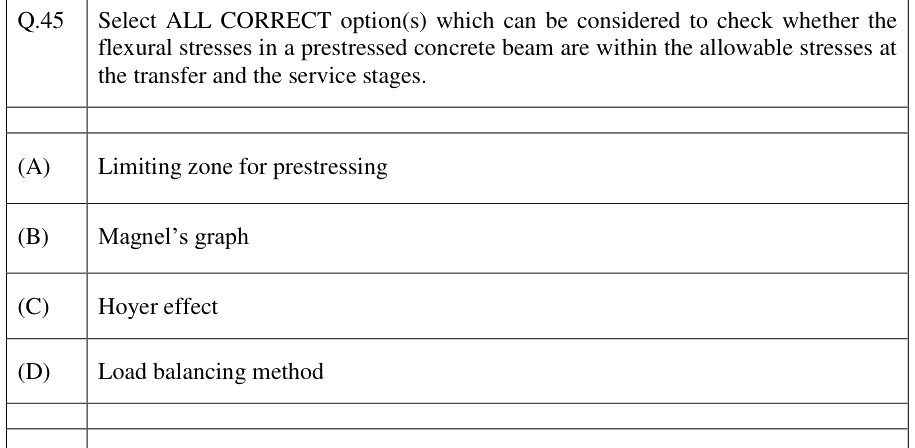 Q.45 Select ALL CORRECT option(s) which can be considered to check whether the
flexural stresses in a prestressed concrete beam are within the allowable stresses at
the transfer and the service stages.
(A) Limiting zone for prestressing
(B) Magnel's graph
(C) Hoyer effect
(D) Load balancing method